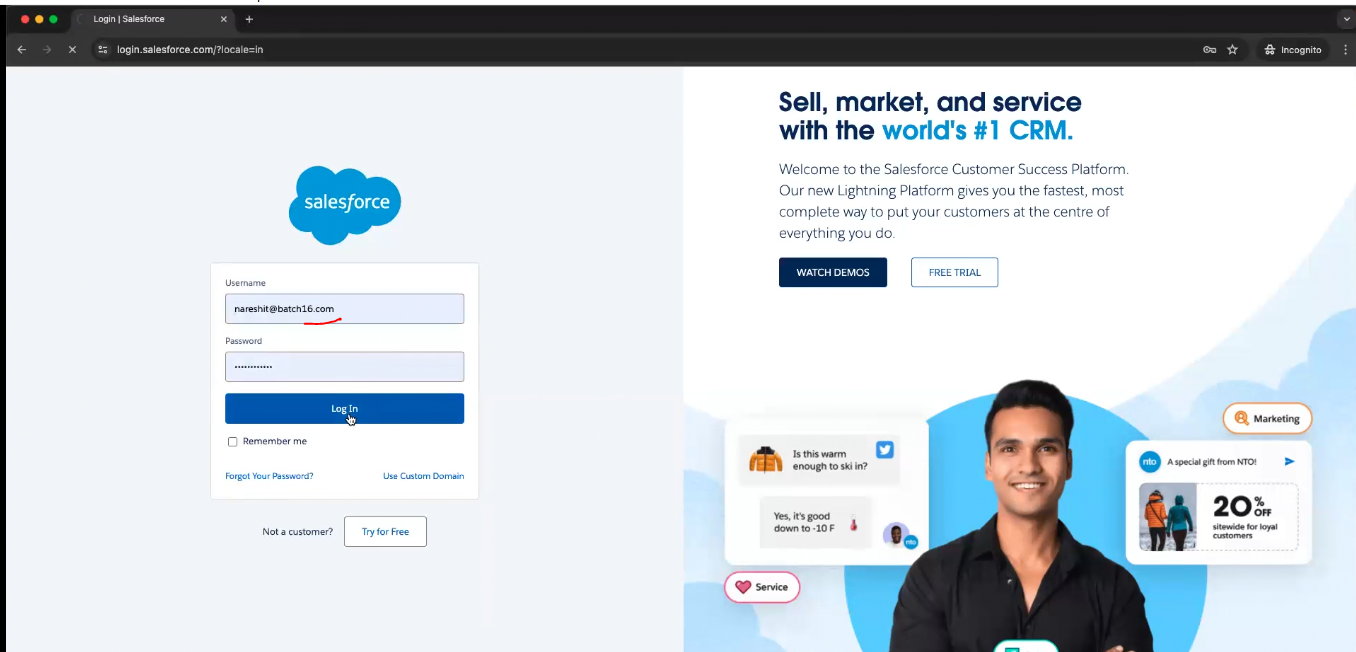 Login | Salesforce
login.salesforce.com/?locale=in
Incognito
salesforce
Username
nareshit@batch16.com
Password
••••••••••••
Log In
Remember me
Forgot Your Password?
Use Custom Domain
Not a customer?
Try for Free
Sell, market, and service
with the world's #1 CRM.
Welcome to the Salesforce Customer Success Platform.
Our new Lightning Platform gives you the fastest, most
complete way to put your customers at the centre of
everything you do.
WATCH DEMOS
FREE TRIAL
Is this warm
enough to ski in?
Yes, it's good
down to -10 F
nto
Service
Marketing
nto
A special gift from NTO!
20% OFF
sitewide for loyal
customers